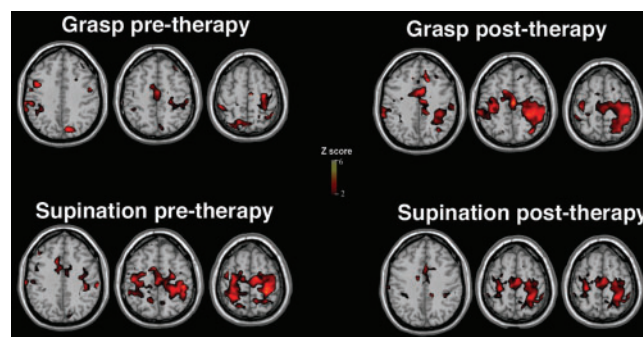 Grasp pre-therapy
Grasp post-therapy
Z score
6
2
Supination pre-therapy
Supination post-therapy